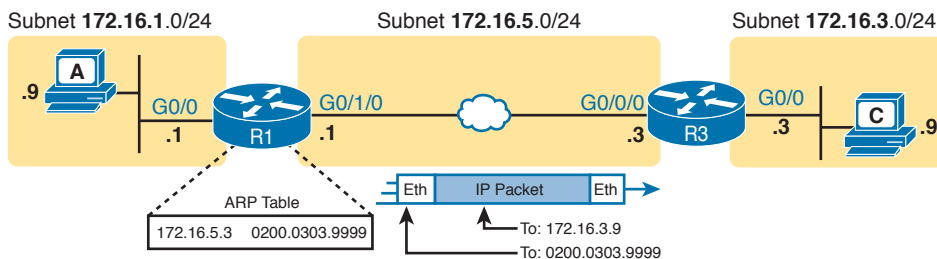 Subnet 172.16.1.0/24
Subnet 172.16.5.0/24
Subnet 172.16.3.0/24
A
.9
G0/0
.1
R1
G0/1/0
.1
G0/0/0
.3
R3
G0/0
.3
C
.9
ARP Table
172.16.5.3 0200.0303.9999
Eth
IP Packet
Eth
To: 172.16.3.9
To: 0200.0303.9999